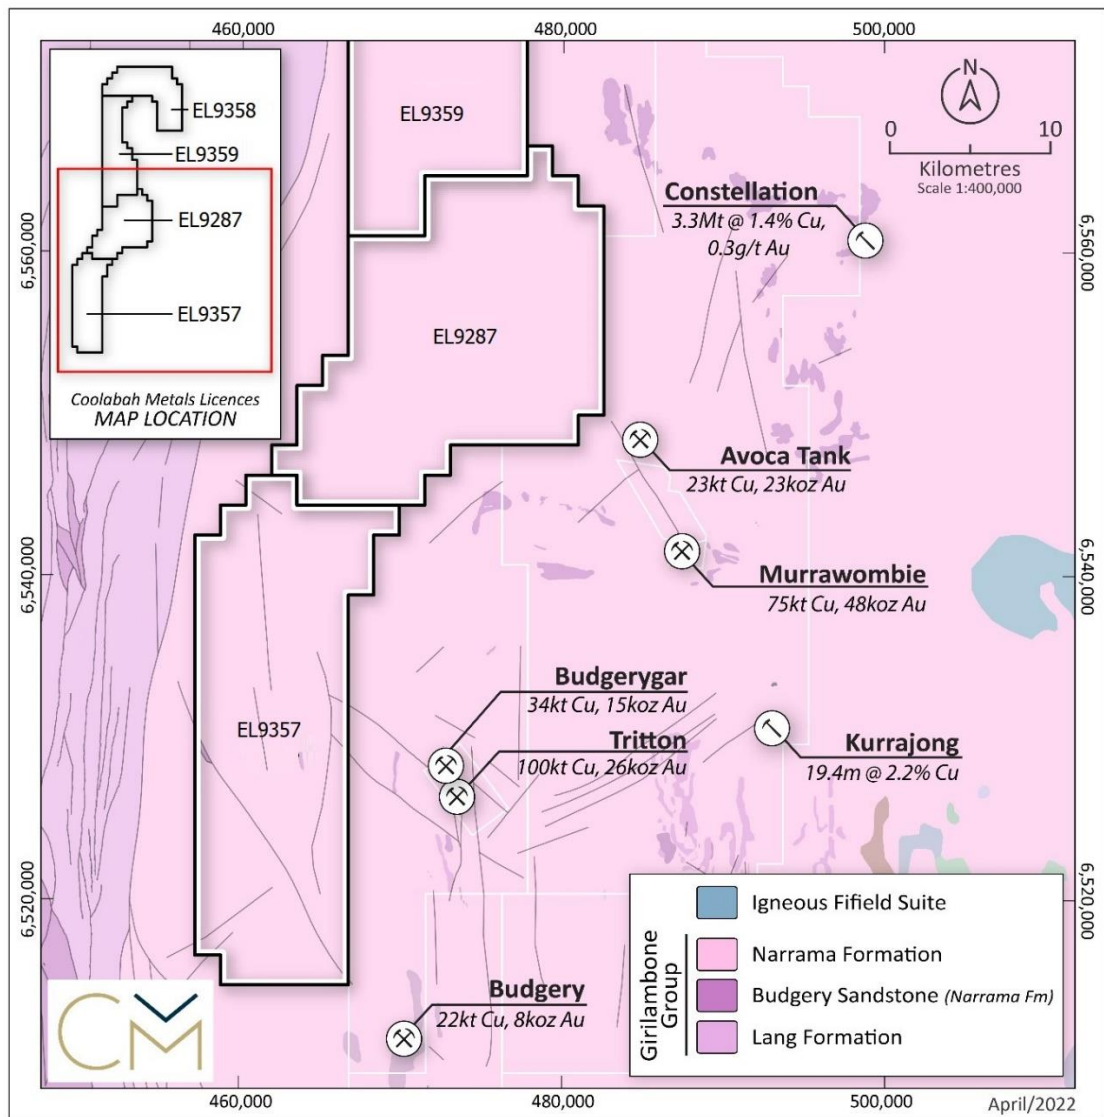 460,000
480,000
500,000
EL9358
EL9359
EL9287
EL9357
Coolabah Metals Licences
MAP LOCATION
EL9359
N
0
10
Kilometres
Scale 1:400,000
Constellation
3.3Mt @ 1.4% Cu,
0.3g/t Au
6,560,000
6,560,000
EL9287
Avoca Tank
23kt Cu, 23koz Au
Murrawombie
75kt Cu, 48koz Au
6,540,000
6,540,000
Budgerygar
34kt Cu, 15koz Au
Tritton
100kt Cu, 26koz Au
EL9357
Kurrajong
19.4m @ 2.2% Cu
6,520,000
6,520,000
Igneous Fifield Suite
Girilambone
Group
Narrama Formation
Budgery Sandstone (Narrama Fm)
Lang Formation
Budgery
22kt Cu, 8koz Au
CM
460,000
480,000
500,000
April/2022